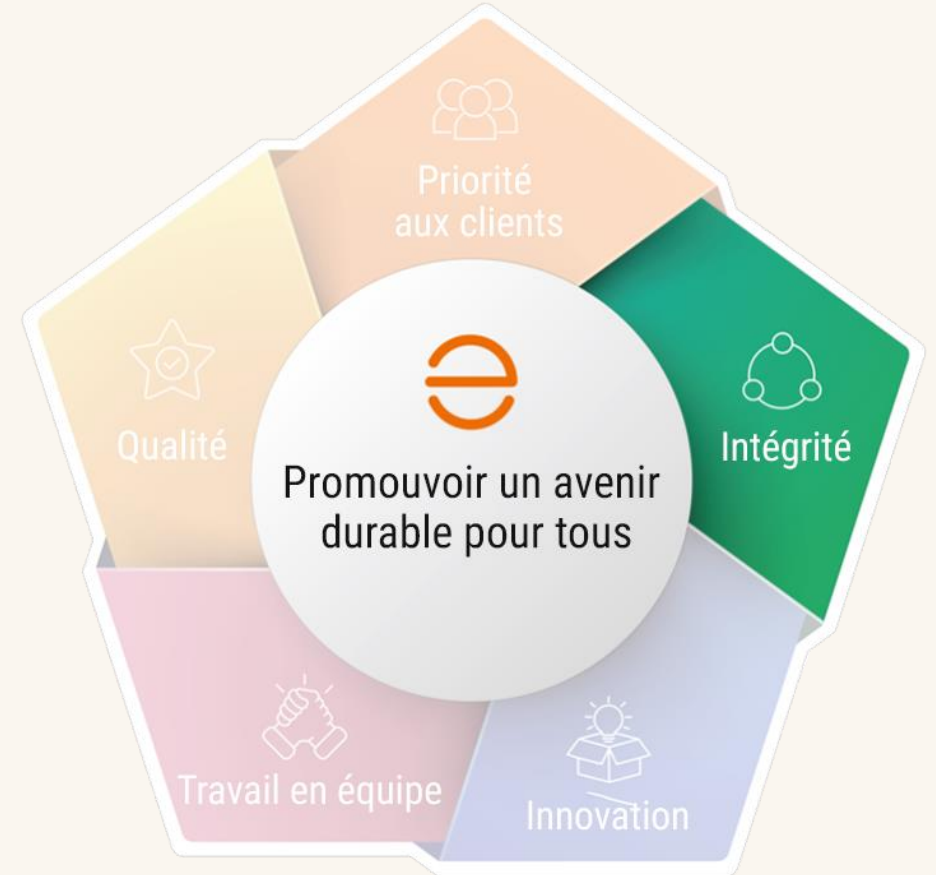 Priorité
aux clients
Qualité
Intégrité
Promouvoir un avenir
durable pour tous
Travail en équipe
Innovation